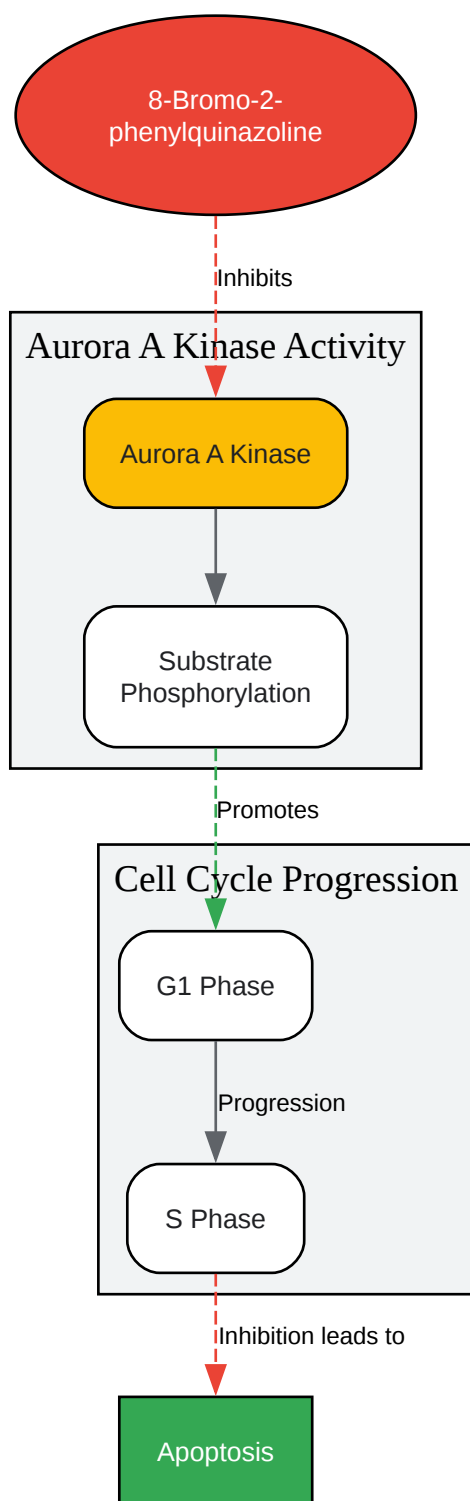 8-Bromo-2-
phenylquinazoline
Inhibits
Aurora A Kinase Activity
Aurora A Kinase
Substrate
Phosphorylation
Promotes
Cell Cycle Progression
G1 Phase
Progression
S Phase
Inhibition leads to
Apoptosis